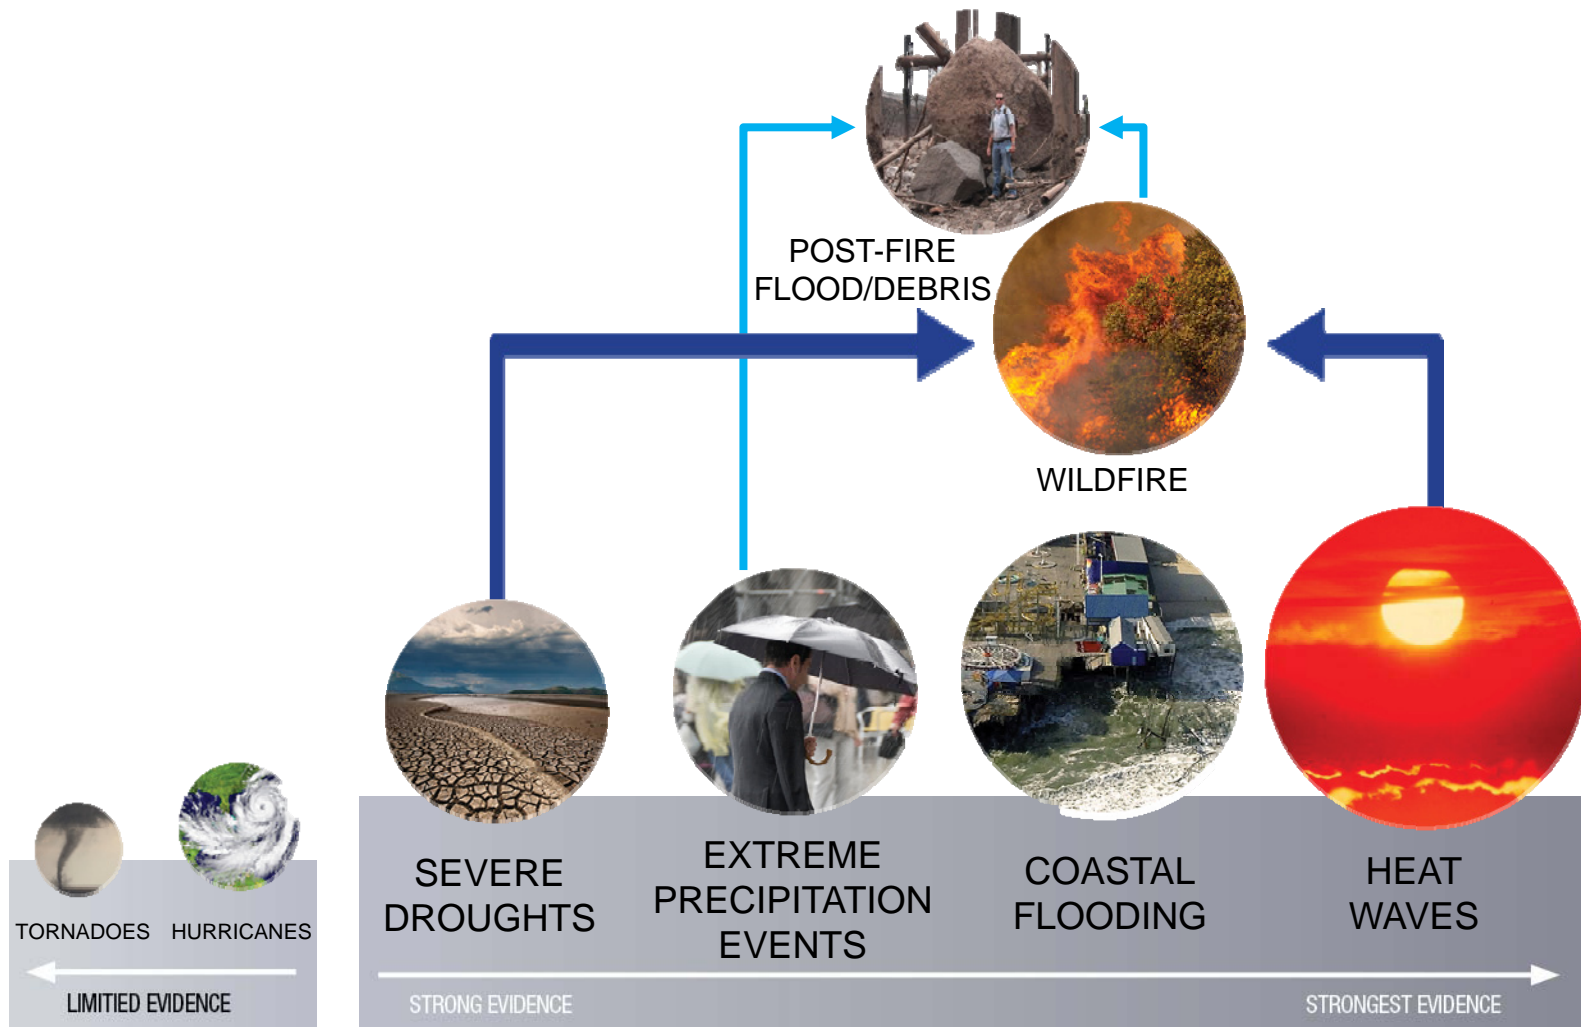 POST-FIRE
FLOOD/DEBRIS
WILDFIRE
TORNADOES
HURRICANES
LIMITIED EVIDENCE
SEVERE
DROUGHTS
EXTREME
PRECIPITATION
EVENTS
COASTAL
FLOODING
HEAT
WAVES
STRONG EVIDENCE
STRONGEST EVIDENCE